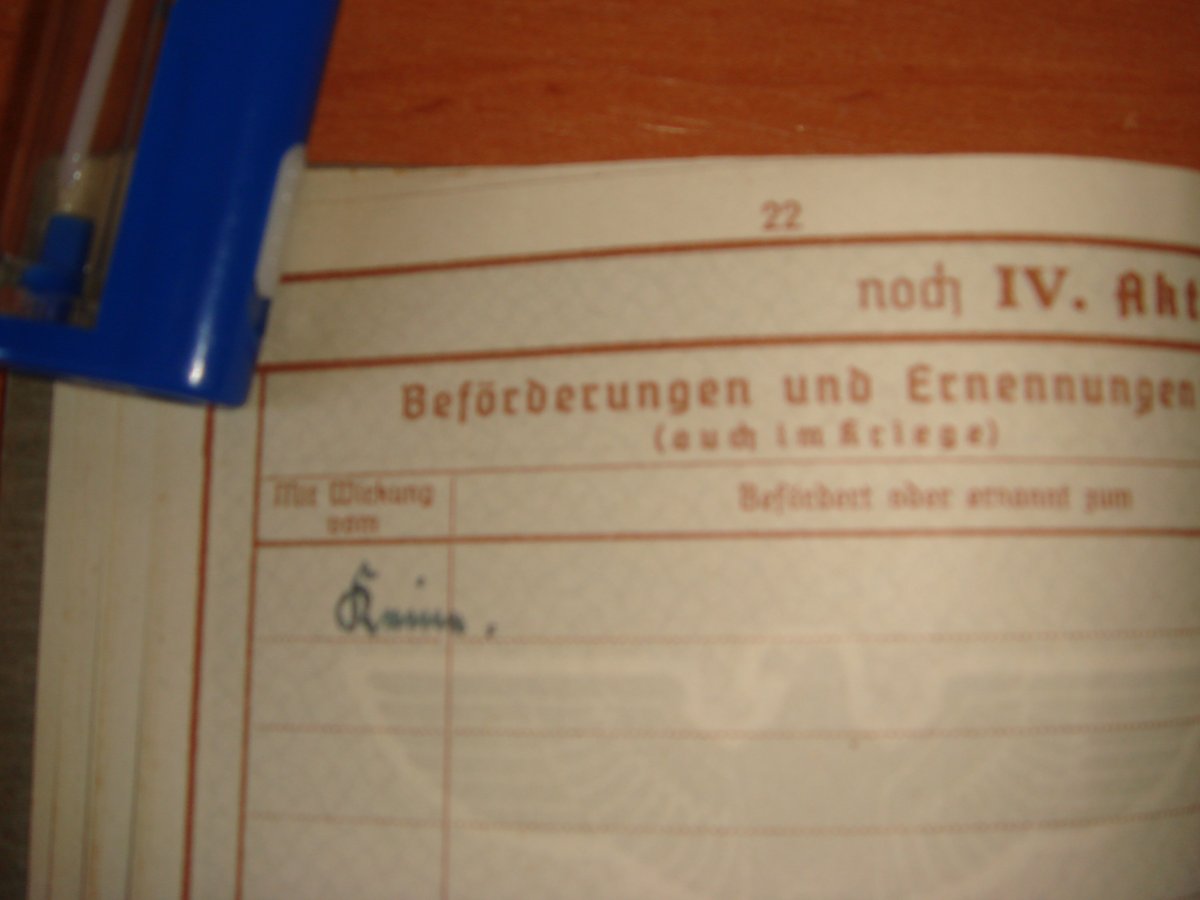 22
noch IV. Akt
Beförderungen und Ernennungen
(auch im Kriege)
Mit Wirkung
vom
Befördert oder ernannt zum
Keine.